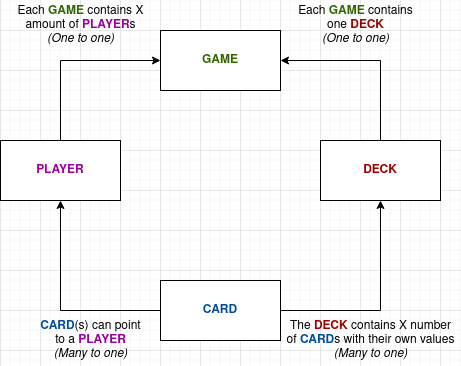 Each GAME contains X
amount of PLAYERs
(One to one)
Each GAME contains
one DECK
(One to one)
GAME
PLAYER
DECK
CARD
CARD(s) can point
to a PLAYER
(Many to one)
The DECK contains X number
of CARDs with their own values
(Many to one)